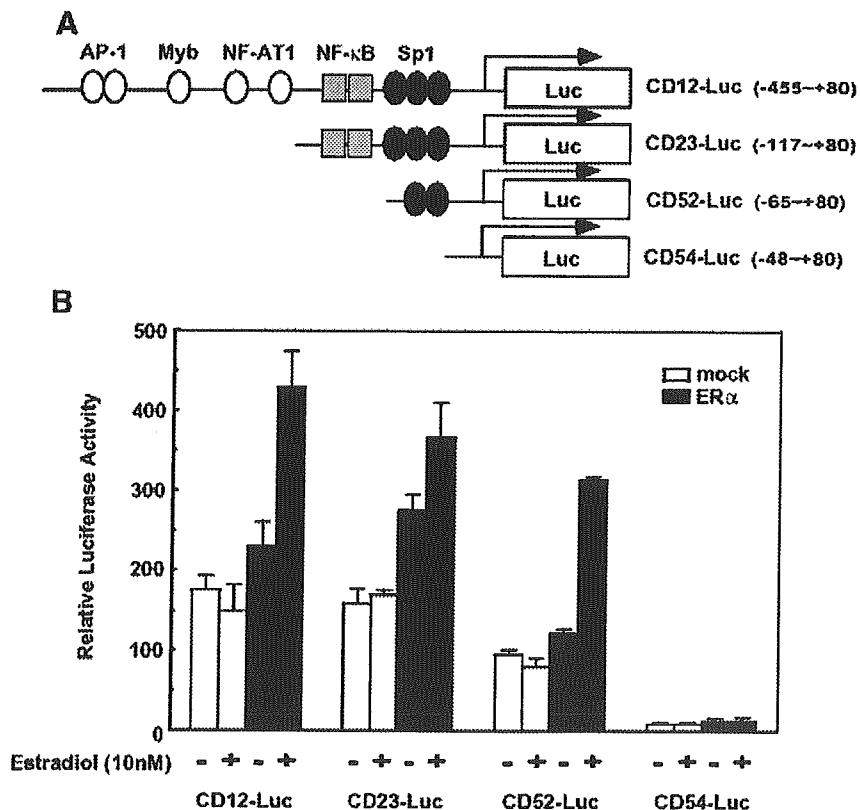 A
AP-1 Myb NF-AT1 NF-κB Sp1
Luc CD12-Luc (-455~+80)
Luc CD23-Luc (-117~+80)
Luc CD52-Luc (-65~+80)
Luc CD54-Luc (-48~+80)
B
500
400
300
200
100
0
Relative Luciferase Activity
mock
ERα
Estradiol (10nM) - + - + - + - + - + - + - + - +
CD12-Luc CD23-Luc CD52-Luc CD54-Luc